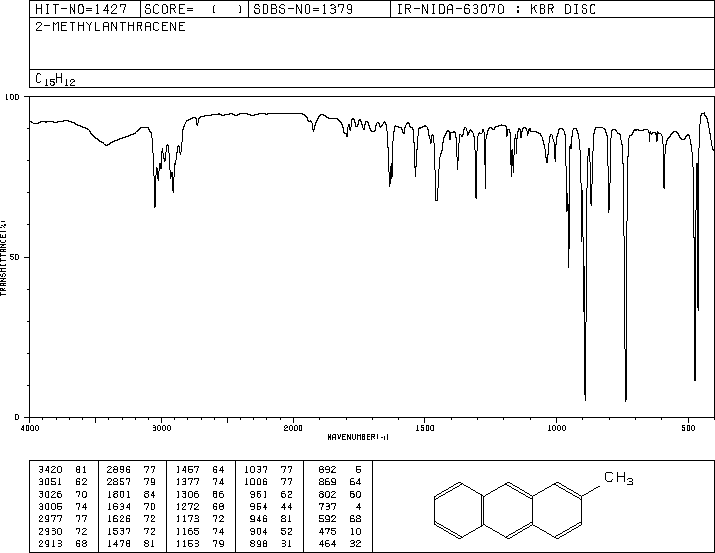 HIT-NO=1427 SCORE= ( ) SDBS-NO=1379 IR-NIDA-63070 : KBR DISC
2-METHYLANTHRACENE
C15H12
100
TRANSMITTANCE(%)
50
0
4000 3000 2000 1500 1000 500
WAVENUMBER(-1)
3420 81 2896 77 1457 64 1037 77 892 5
3051 62 2857 79 1377 74 1006 77 869 64
3026 70 1801 84 1306 66 961 62 802 60
3005 74 1634 70 1272 68 954 44 737 4
2977 77 1626 72 1173 72 946 81 592 68
2930 72 1537 72 1165 74 904 52 475 10
2913 68 1478 81 1153 79 898 31 464 32
CH3